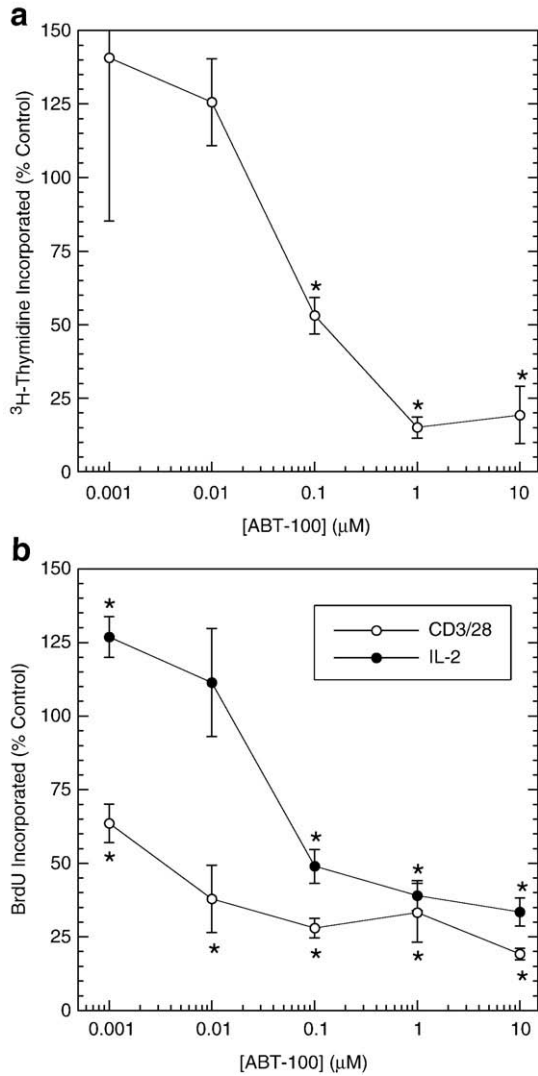 a
150
125
100
75
50
25
0
³H-Thymidine Incorporated (% Control)
*
*
*
0.001 0.01 0.1 1 10
[ABT-100] (μM)
b
150
125
100
75
50
25
0
BrdU Incorporated (% Control)
CD3/28
IL-2
*
*
*
*
*
*
*
*
*
0.001 0.01 0.1 1 10
[ABT-100] (μM)